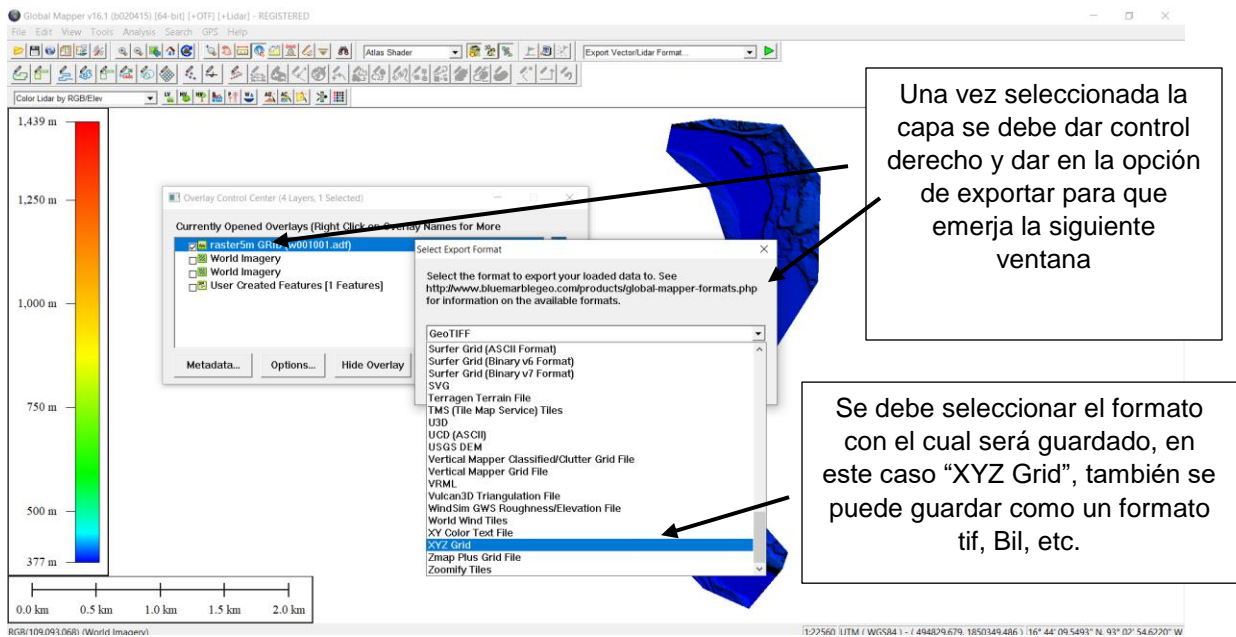 Global Mapper v16.1 (b020415) [64-bit] [+OTF] [+Lidar] - REGISTERED
File Edit View Tools Analysis Search GPS Help
Atlas Shader
Export Vector/Lidar Format...
Color Lidar by RGB/Elev
1,439 m
1,250 m
1,000 m
750 m
500 m
377 m
0.0 km 0.5 km 1.0 km 1.5 km 2.0 km
Overlay Control Center (4 Layers, 1 Selected)
Currently Opened Overlays (Right Click on Overlay Names for More
raster5m GRID (w001001.adf)
World Imagery
World Imagery
User Created Features [1 Features]
Metadata... Options... Hide Overlay
Select Export Format
Select the format to export your loaded data to. See
http://www.bluemarblegeo.com/products/global-mapper-formats.php
for information on the available formats.
GeoTIFF
Surfer Grid (ASCII Format)
Surfer Grid (Binary v6 Format)
Surfer Grid (Binary v7 Format)
SVG
Terragen Terrain File
TMS (Tile Map Service) Tiles
U3D
UCD (ASCII)
USGS DEM
Vertical Mapper Classified/Clutter Grid File
Vertical Mapper Grid File
VRML
Vulcan3D Triangulation File
WindSim GWS Roughness/Elevation File
World Wind Tiles
XY Color Text File
XYZ Grid
Zmap Plus Grid File
Zoomify Tiles
Una vez seleccionada la
capa se debe dar control
derecho y dar en la opción
de exportar para que
emerja la siguiente
ventana
Se debe seleccionar el formato
con el cual será guardado, en
este caso “XYZ Grid”, también se
puede guardar como un formato
tif, Bil, etc.
RGB(109,093,068) (World Imagery)
1:22560 UTM ( WGS84 ) - ( 494829.679, 1850349.486 ) 16° 44' 09.5493" N, 93° 02' 54.6220" W